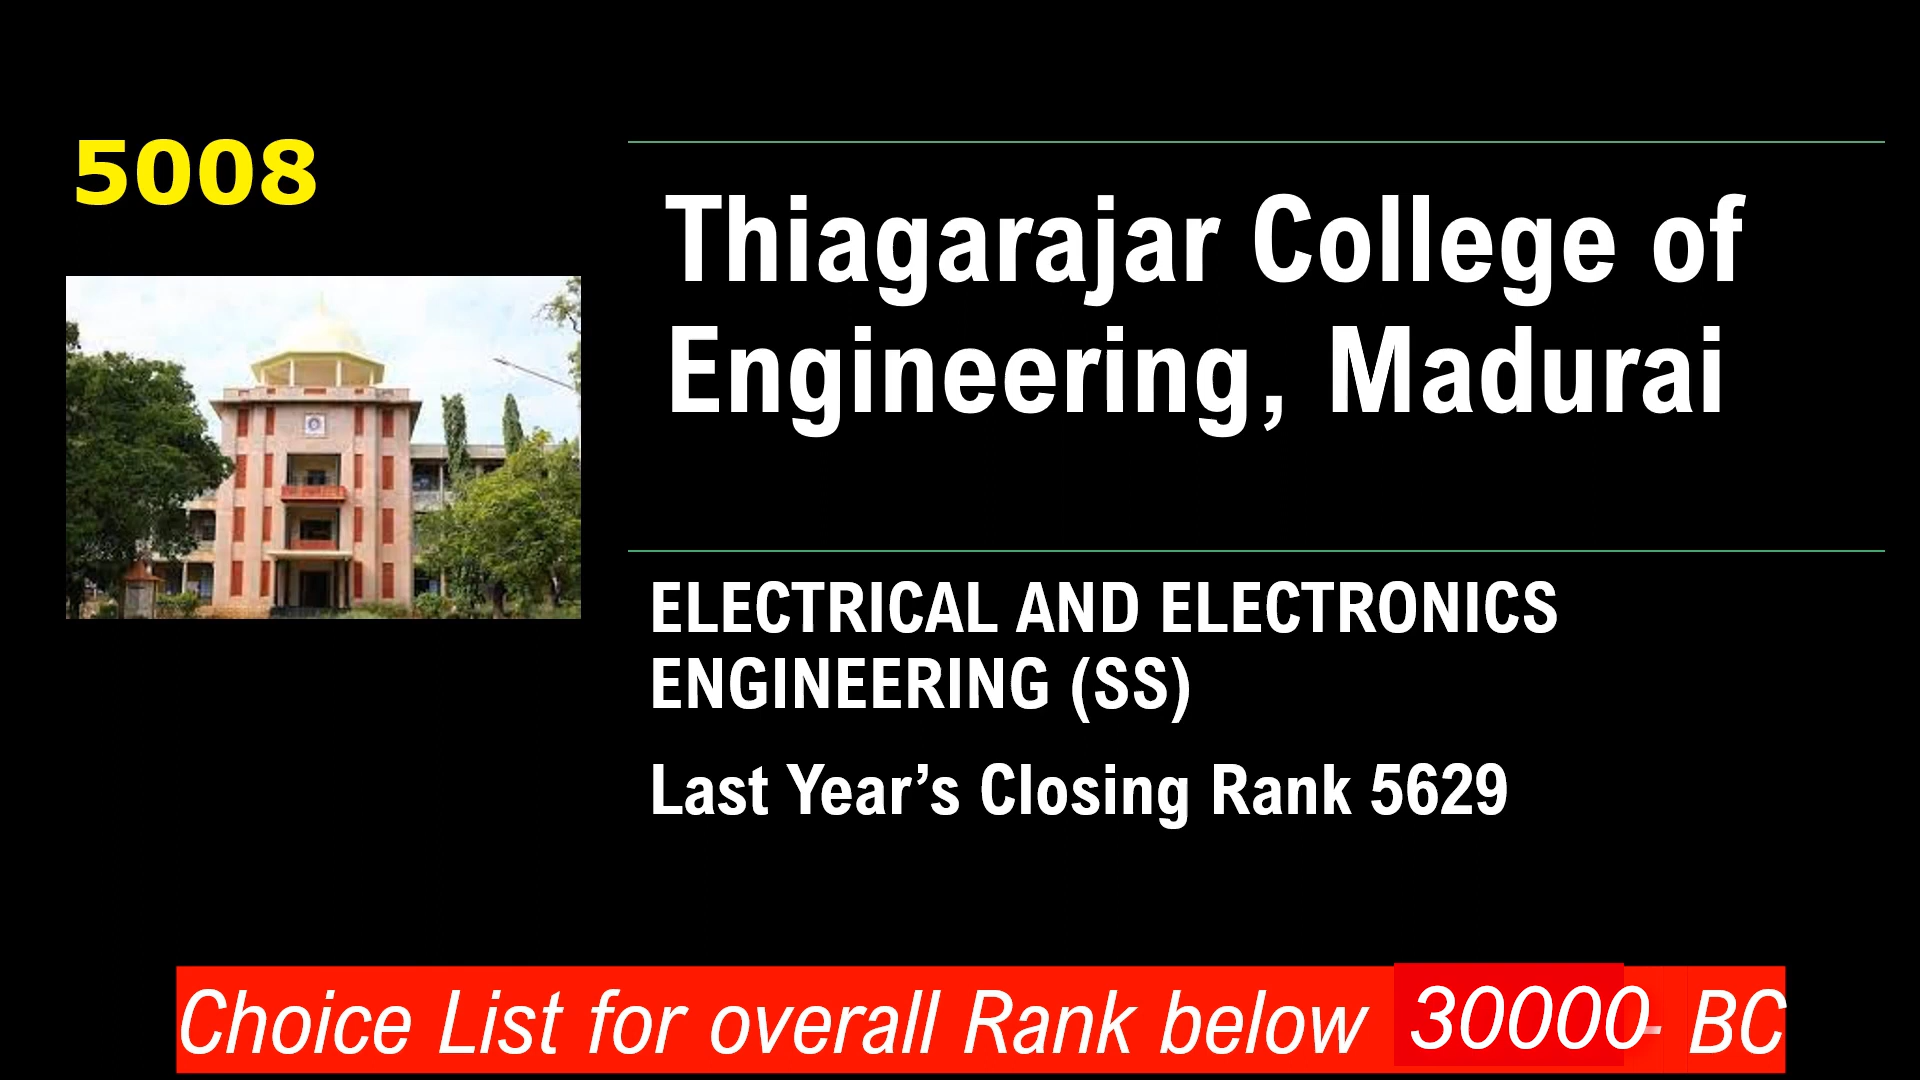 5008
Thiagarajar College of
Engineering, Madurai
ELECTRICAL AND ELECTRONICS
ENGINEERING (SS)
Last Year’s Closing Rank 5629
Choice List for overall Rank below 30000- BC